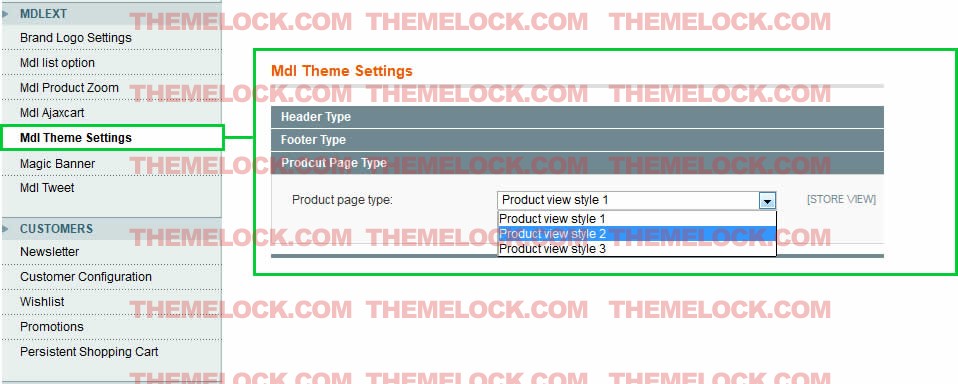 MDLEXT
Brand Logo Settings
Mdl list option
Mdl Product Zoom
Mdl Ajaxcart
Mdl Theme Settings
Magic Banner
Mdl Tweet
CUSTOMERS
Newsletter
Customer Configuration
Wishlist
Promotions
Persistent Shopping Cart
Mdl Theme Settings
Header Type
Footer Type
Prodcut Page Type
Product page type:
Product view style 1
[STORE VIEW]
Product view style 1
Product view style 2
Product view style 3
THEMELOCK.COM THEMELOCK.COM THEMELOCK.COM
THEMELOCK.COM THEMELOCK.COM THEMELOCK.COM
THEMELOCK.COM THEMELOCK.COM THEMELOCK.COM
THEMELOCK.COM THEMELOCK.COM THEMELOCK.COM
THEMELOCK.COM THEMELOCK.COM THEMELOCK.COM
THEMELOCK.COM THEMELOCK.COM THEMELOCK.COM